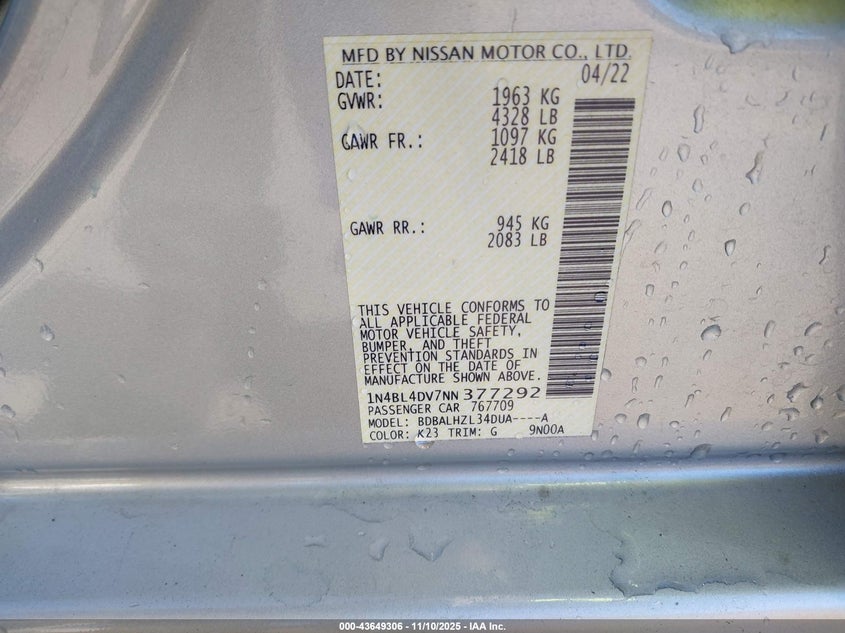 MFD BY NISSAN MOTOR CO., LTD.
DATE: 04/22
GVWR: 1963 KG
4328 LB
GAWR FR.: 1097 KG
2418 LB
GAWR RR.: 945 KG
2083 LB
THIS VEHICLE CONFORMS TO
ALL APPLICABLE FEDERAL
MOTOR VEHICLE SAFETY,
BUMPER, AND THEFT
PREVENTION STANDARDS IN
EFFECT ON THE DATE OF
MANUFACTURE SHOWN ABOVE.
1N4BL4DV7NN377292
PASSENGER CAR 767709
MODEL: BDBALHZL34DUA----A
COLOR: K23 TRIM: G 9N00A
000-43649306 - 11/10/2025 - IAA Inc.